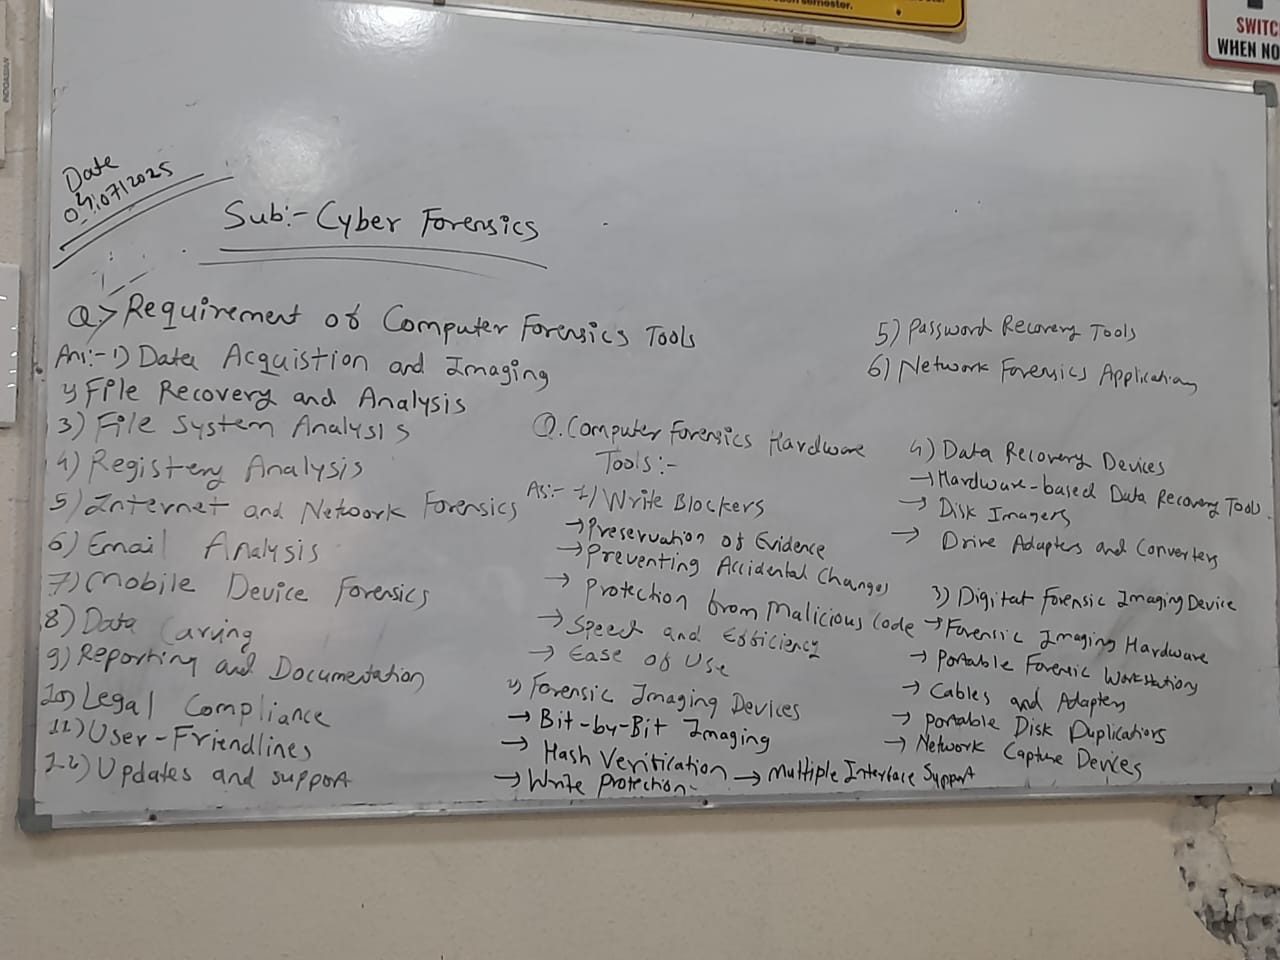 semester.
SWITC
WHEN NO
INDOASIAN
Date
04/07/2025
Sub:- Cyber Forensics
Q.> Requirement of Computer Forensics Tools
Ans:- 1) Data Acquistion and Imaging
2) File Recovery and Analysis
3) File System Analysis
4) Registery Analysis
5) Internet and Network Forensics
6) Email Analysis
7) Mobile Device Forensics
8) Data Carving
9) Reporting and Documentation
10) Legal Compliance
11) User-Friendlines
12) Updates and support
Q. Computer Forensics Hardware
Tools:-
As:- 1) Write Blockers
→ Preservation of Evidence
→ Preventing Accidental Changes
→ Protection from Malicious Code
→ Speed and Efficiency
→ Ease of Use
2) Forensic Imaging Devices
→ Bit-by-Bit Imaging
→ Hash Verification
→ Write Protection → Multiple Interface Support
5) Password Recovery Tools
6) Network Forensics Applications
4) Data Recovery Devices
→ Hardware-based Data Recovery Tools.
→ Disk Imagers
→ Drive Adapters and Converters
3) Digital Forensic Imaging Device
→ Forensic Imaging Hardware
→ Portable Forensic Workstations
→ Cables and Adapters
→ Portable Disk Duplicators
→ Network Capture Devices